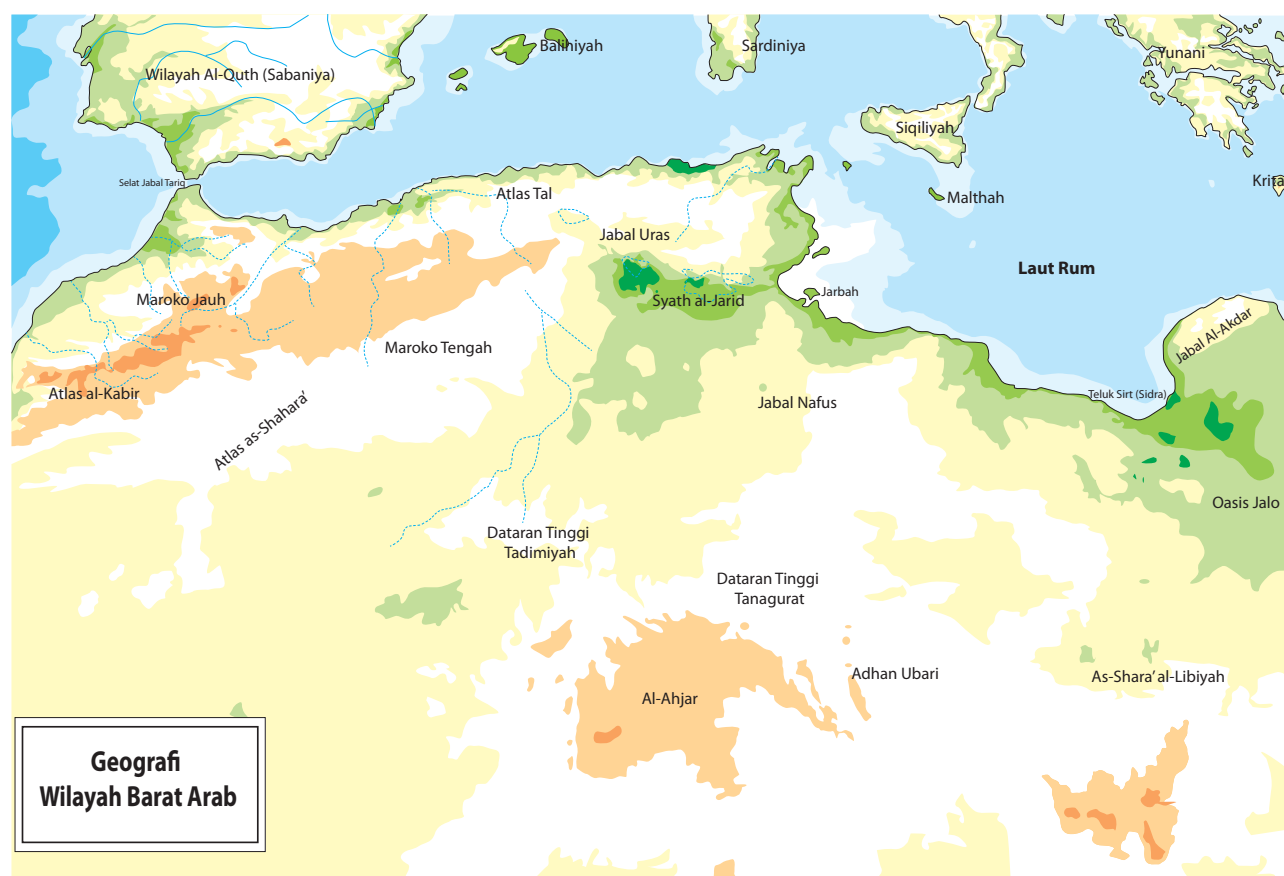 Balihiyah
Sardiniya
Yunani
Wilayah Al-Quth (Sabaniya)
Siqiliyah
Selat Jabal Tariq
Krita
Atlas Tal
Malthah
Jabal Uras
Laut Rum
Maroko Jauh
Syath al-Jarid
Jarbah
Jabal Al-Akdar
Maroko Tengah
Atlas al-Kabir
Teluk Sirt (Sidra)
Jabal Nafus
Atlas as-Shahara'
Oasis Jalo
Dataran Tinggi
Tadimiyah
Dataran Tinggi
Tanagurat
Adhan Ubari
As-Shara' al-Libiyah
Al-Ahjar
Geografi
Wilayah Barat Arab